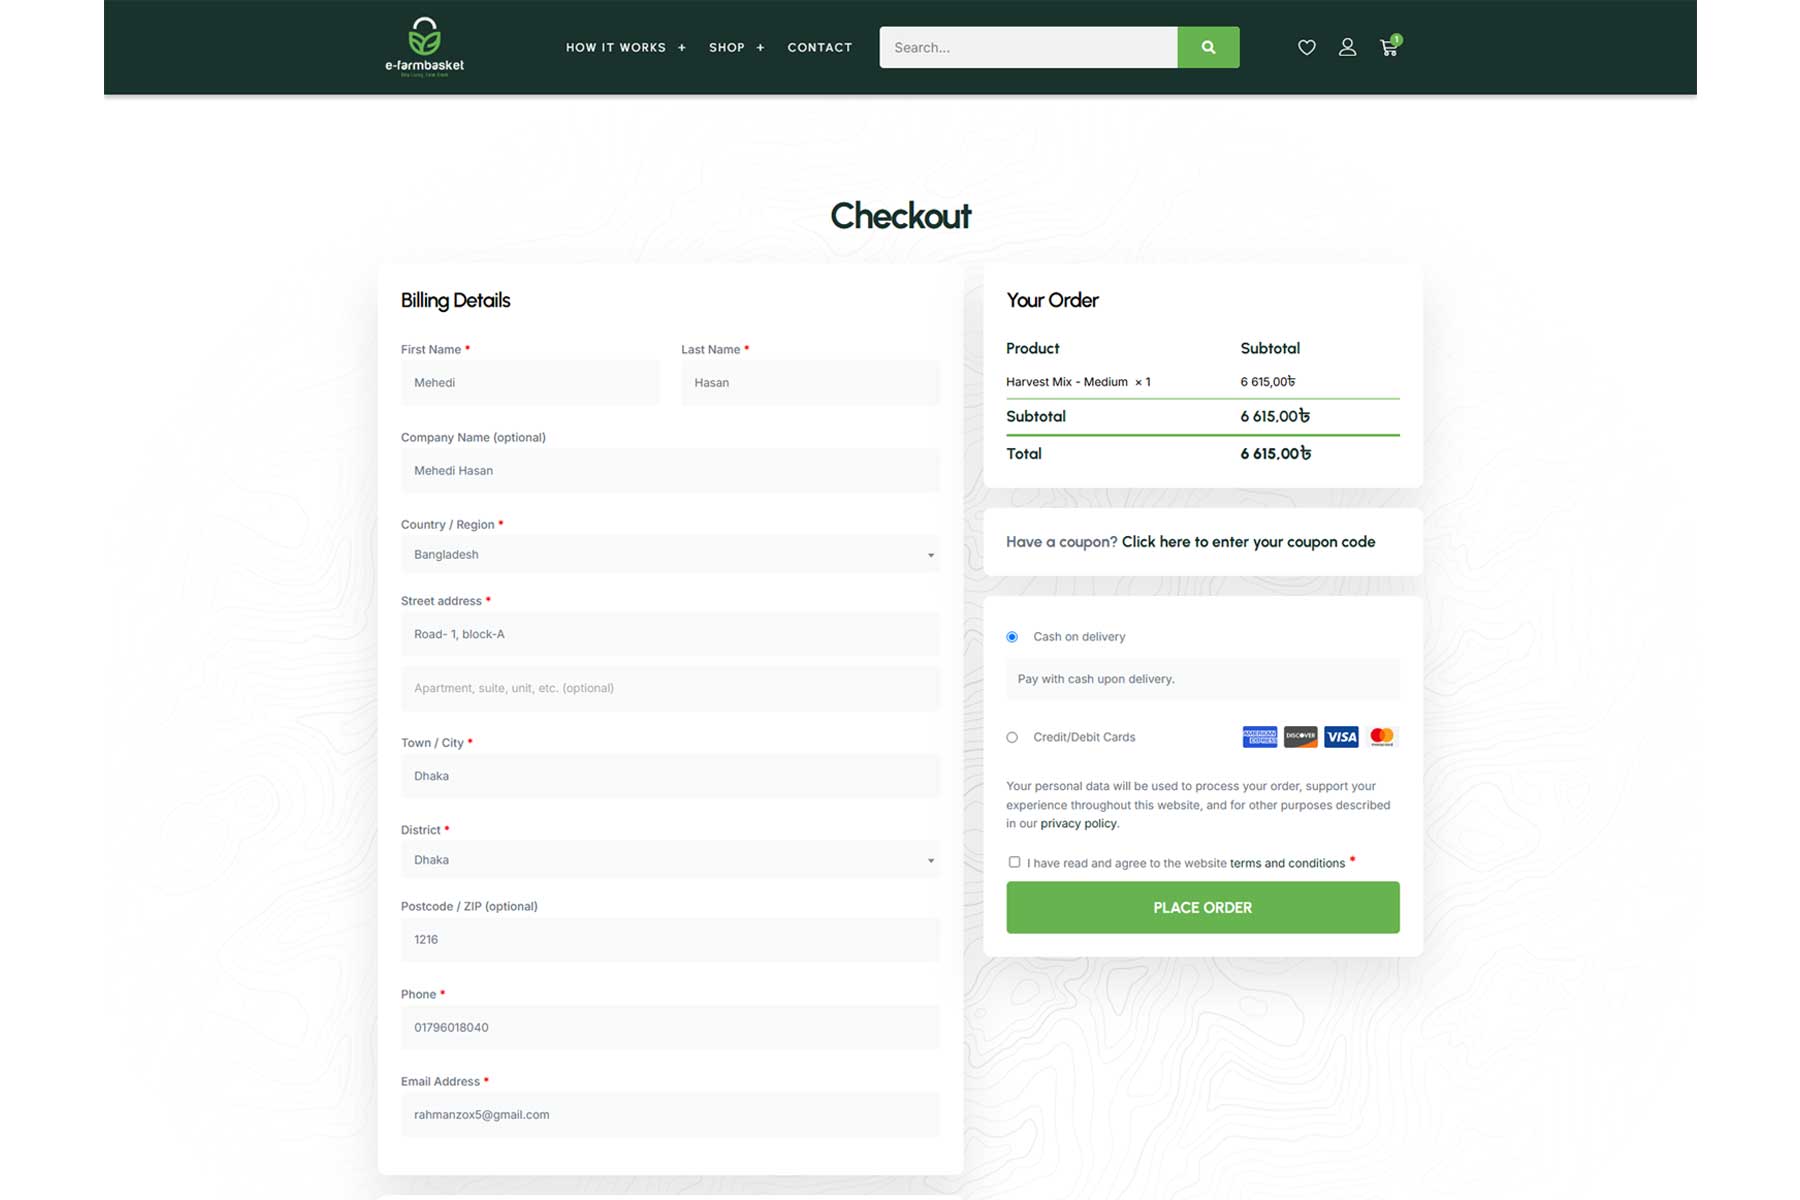 e-farmbasket
HOW IT WORKS +
SHOP +
CONTACT
Search...
1
Checkout
Billing Details
First Name *
Last Name *
Mehedi
Hasan
Company Name (optional)
Mehedi Hasan
Country / Region *
Bangladesh
Street address *
Road- 1, block-A
Apartment, suite, unit, etc. (optional)
Town / City *
Dhaka
District *
Dhaka
Postcode / ZIP (optional)
1216
Phone *
01796018040
Email Address *
rahmanzox5@gmail.com
Your Order
Product Subtotal
Harvest Mix - Medium × 1 6 615,00৳
Subtotal 6 615,00৳
Total 6 615,00৳
Have a coupon? Click here to enter your coupon code
Cash on delivery
Pay with cash upon delivery.
Credit/Debit Cards
AMERICAN EXPRESS
DISCOVER
VISA
mastercard
Your personal data will be used to process your order, support your
experience throughout this website, and for other purposes described
in our privacy policy.
I have read and agree to the website terms and conditions *
PLACE ORDER